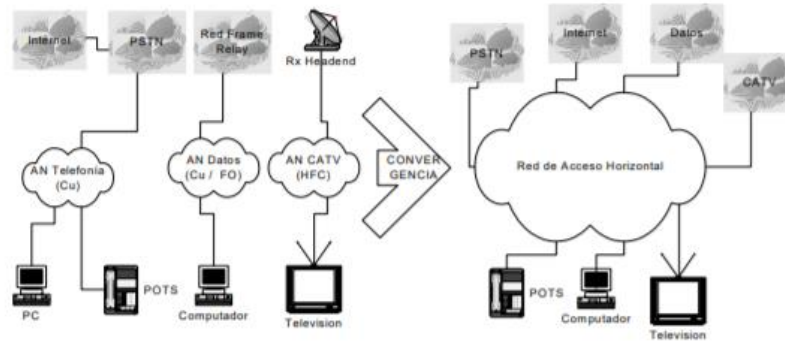 Internet
PSTN
Red Frame
Relay
Rx Headend
AN Telefonía
(Cu)
AN Datos
(Cu / FO)
AN CATV
(HFC)
PC
POTS
Computador
Television
CONVER
GENCIA
PSTN
Internet
Datos
CATV
Red de Acceso Horizontal
POTS
Computador
Television